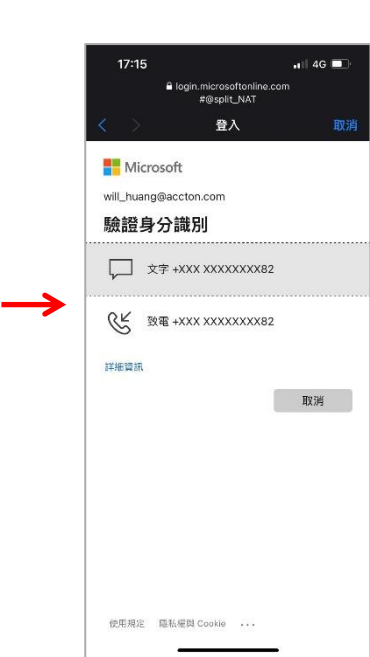 17:15
4G
login.microsoftonline.com
#@split_NAT
登入
取消
Microsoft
will_huang@accton.com
驗證身分識別
文字 +XXX XXXXXXXX82
致電 +XXX XXXXXXXX82
詳細資訊
取消
使用規定 隱私權與 Cookie ...